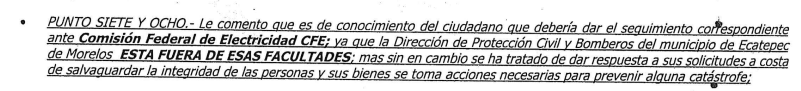 • PUNTO SIETE Y OCHO.- Le comento que es de conocimiento del ciudadano que debería dar el seguimiento correspondiente
ante Comisión Federal de Electricidad CFE; ya que la Dirección de Protección Civil y Bomberos del municipio de Ecatepec
de Morelos ESTA FUERA DE ESAS FACULTADES; mas sin en cambio se ha tratado de dar respuesta a sus solicitudes a costa
de salvaguardar la integridad de las personas y sus bienes se toma acciones necesarias para prevenir alguna catástrofe;